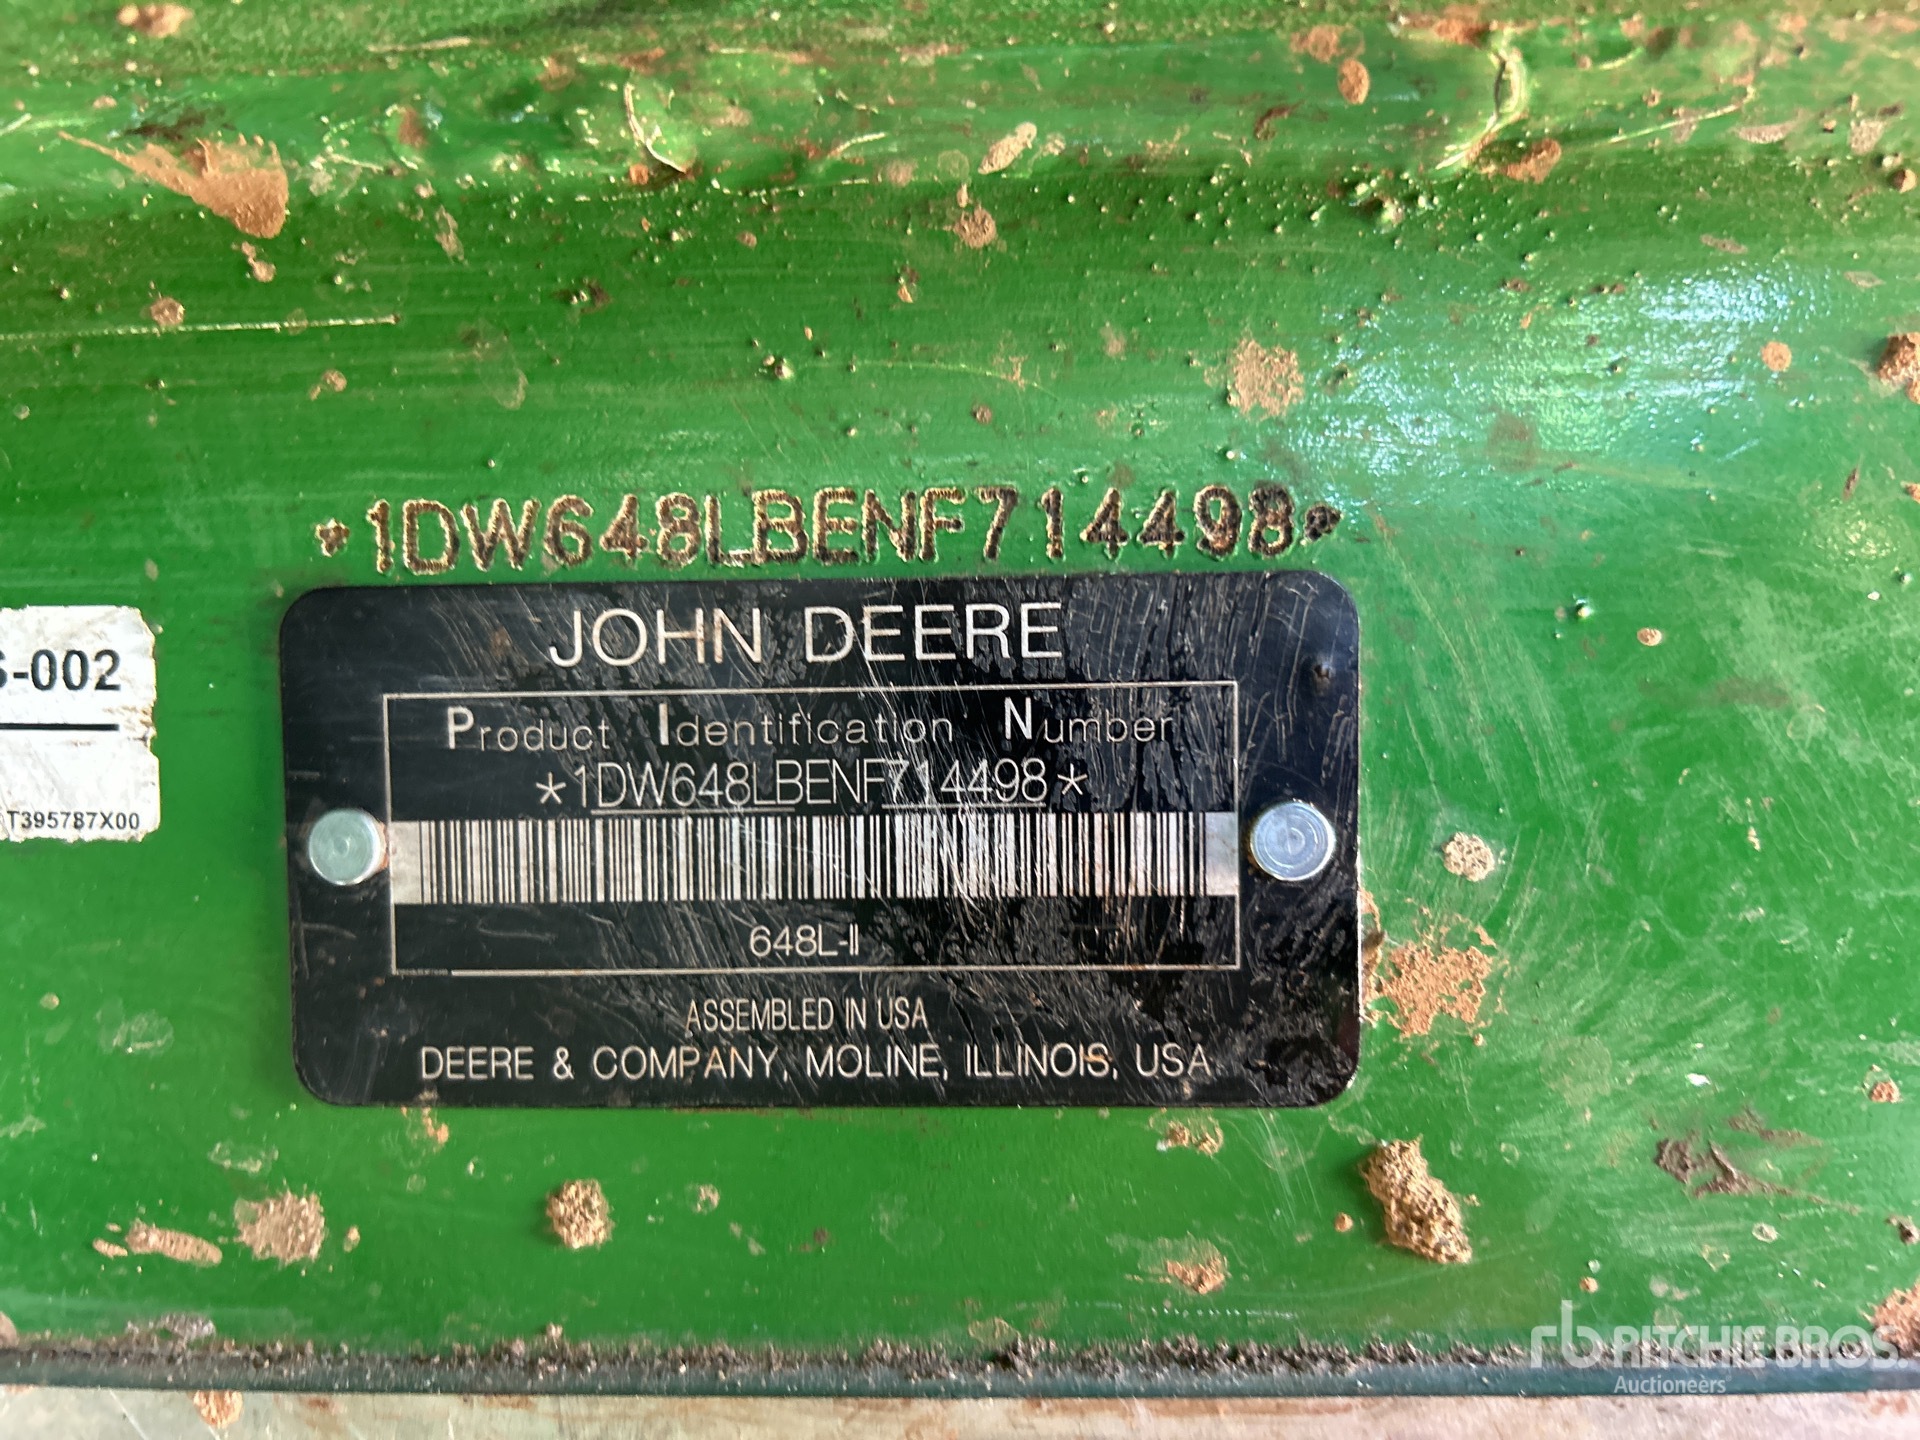 *1DW648LBENF714498*
JOHN DEERE
Product Identification Number
*1DW648LBENF714498*
648L-II
ASSEMBLED IN USA
DEERE & COMPANY, MOLINE, ILLINOIS, USA
-002
T395787X00
rb RITCHIE BROS.
Auctioneers